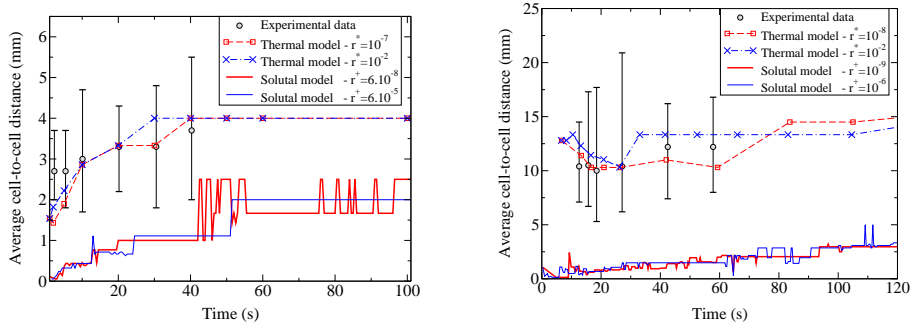 Average cell-to-cell distance (mm)
6
5
4
3
2
1
0
Experimental data
Thermal model - r*=10-7
Thermal model - r*=10-2
Solutal model - r+=6.10-8
Solutal model - r+=6.10-5
20 40 60 80 100
Time (s)
Average cell-to-cell distance (mm)
25
20
15
10
5
0
Experimental data
Thermal model - r*=10-8
Thermal model - r*=10-2
Solutal model - r+=10-9
Solutal model - r+=10-6
0 20 40 60 80 100 120
Time (s)